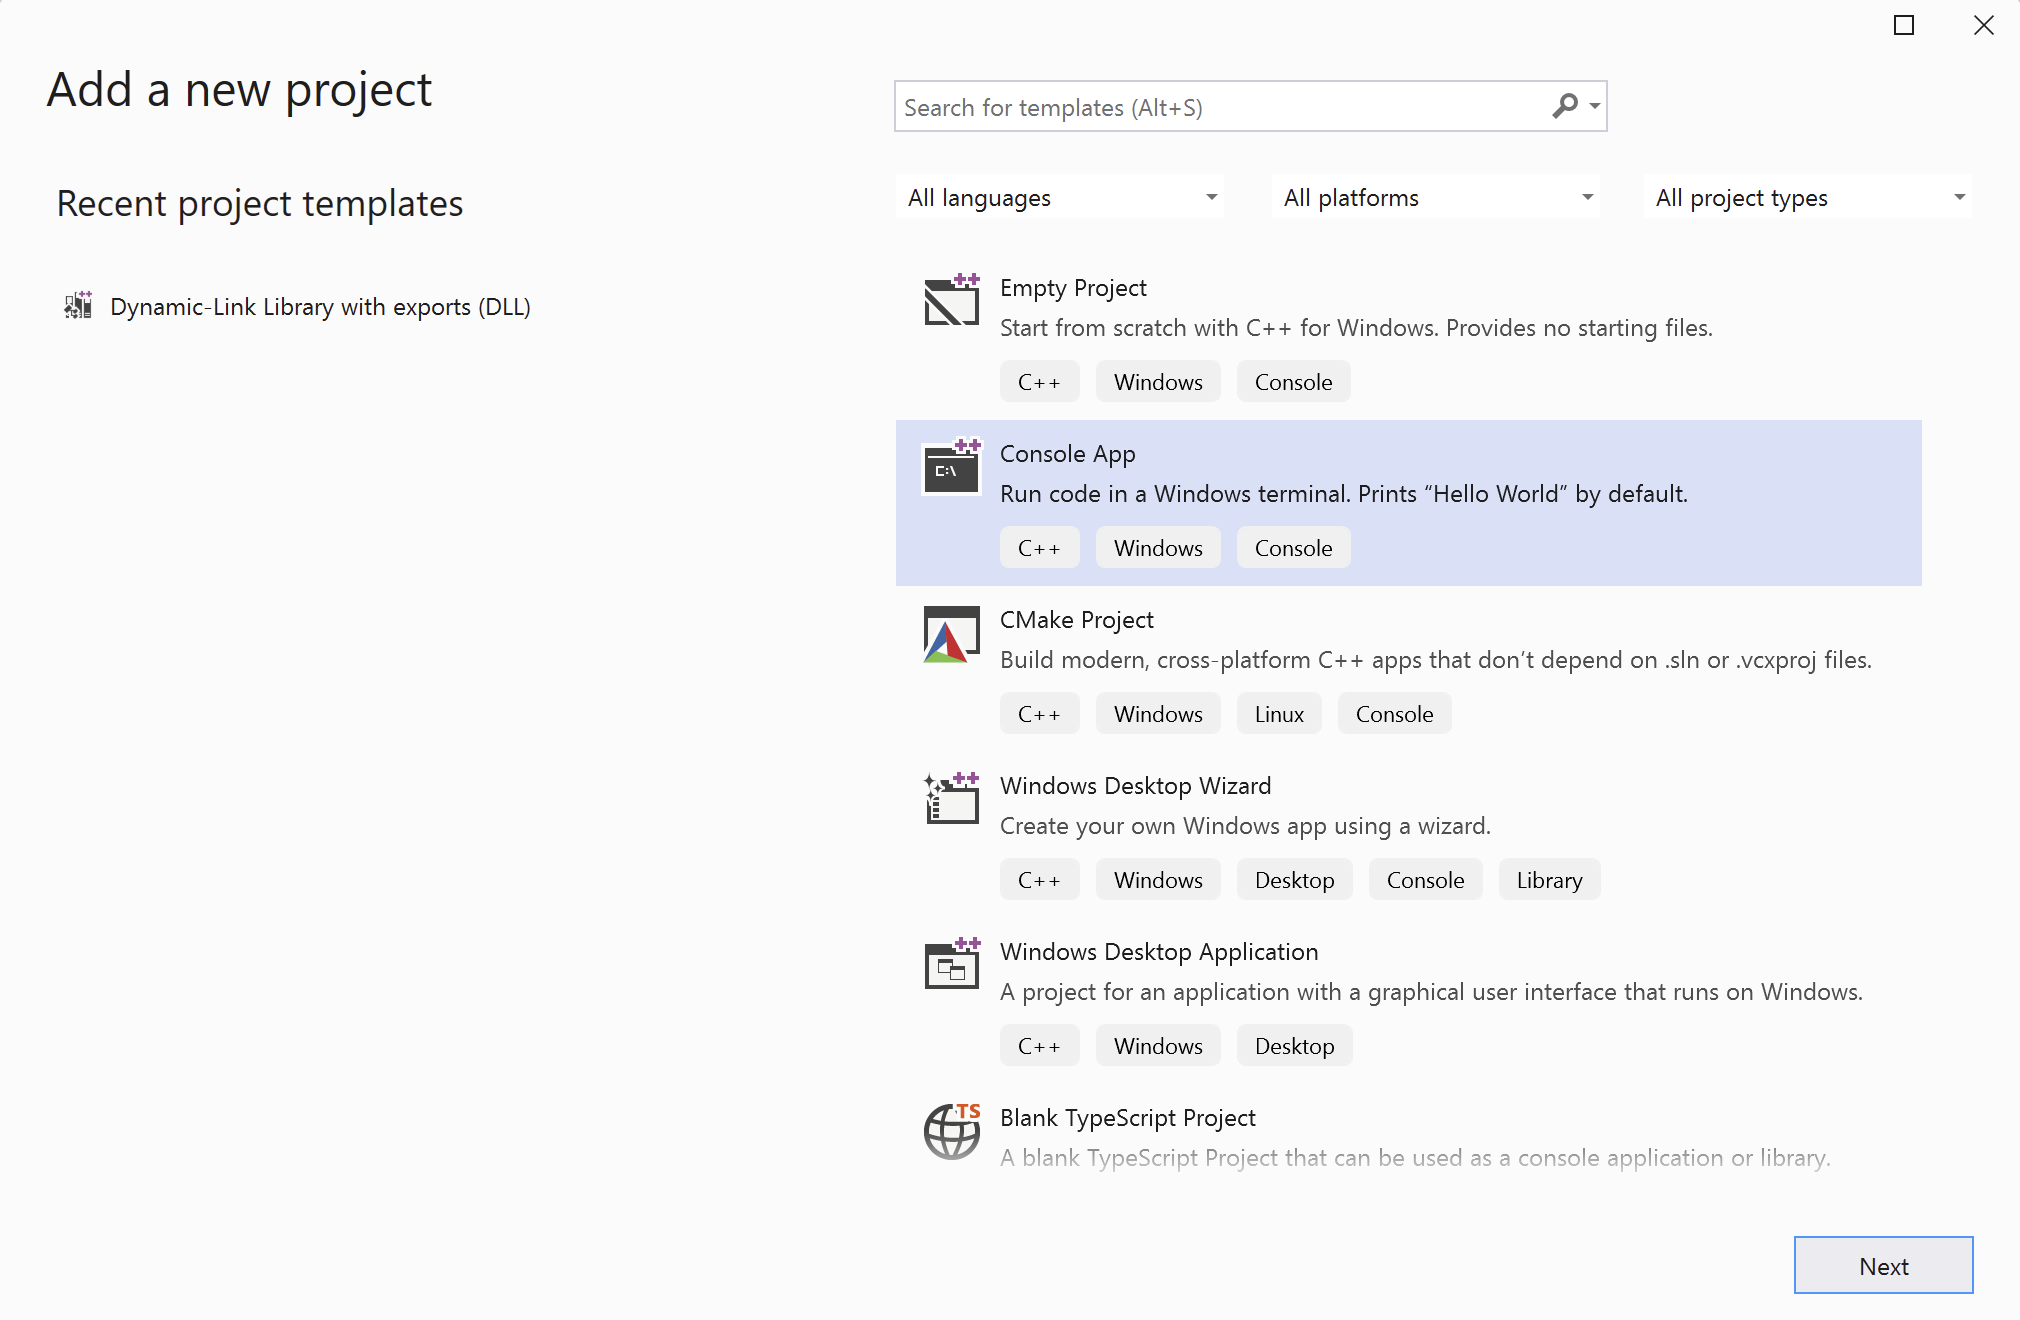 Add a new project
Search for templates (Alt+S)
Recent project templates
All languages
All platforms
All project types
Dynamic-Link Library with exports (DLL)
Empty Project
Start from scratch with C++ for Windows. Provides no starting files.
C++ Windows Console
Console App
Run code in a Windows terminal. Prints “Hello World” by default.
C++ Windows Console
CMake Project
Build modern, cross-platform C++ apps that don’t depend on .sln or .vcxproj files.
C++ Windows Linux Console
Windows Desktop Wizard
Create your own Windows app using a wizard.
C++ Windows Desktop Console Library
Windows Desktop Application
A project for an application with a graphical user interface that runs on Windows.
C++ Windows Desktop
TS
Blank TypeScript Project
A blank TypeScript Project that can be used as a console application or library.
Next